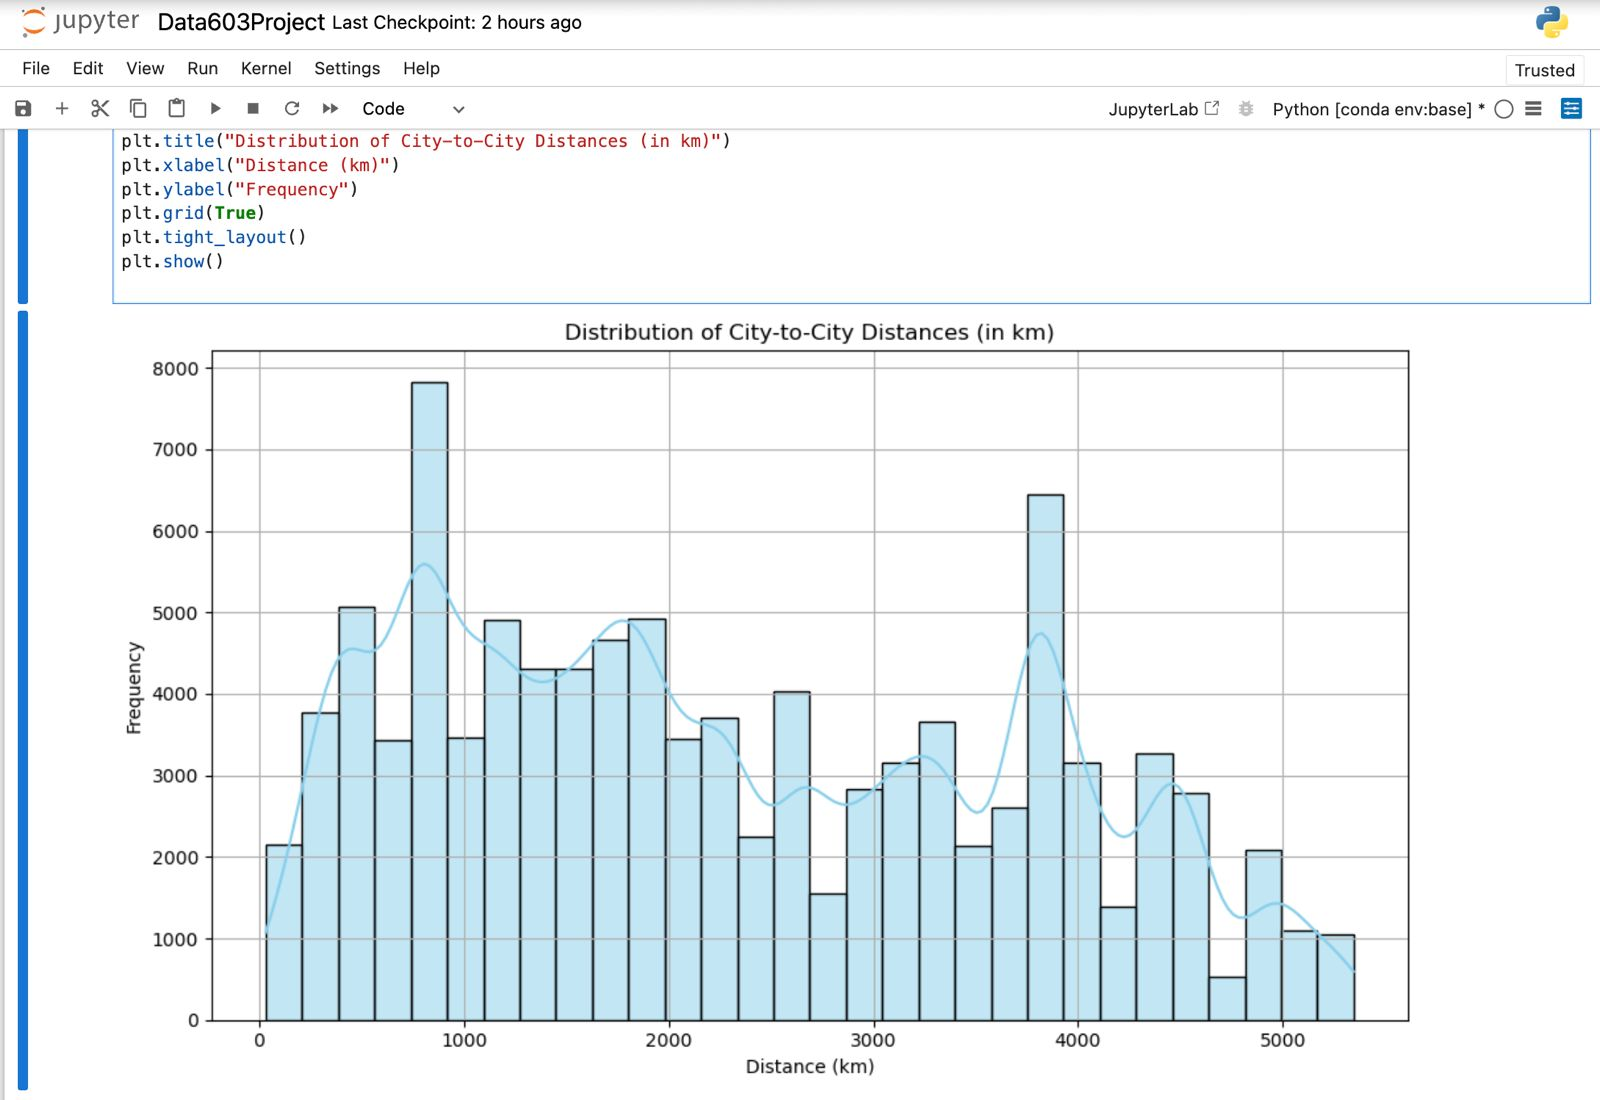 jupyter Data603Project Last Checkpoint: 2 hours ago
File Edit View Run Kernel Settings Help Trusted
Code JupyterLab Python [conda env:base] *
plt.title("Distribution of City-to-City Distances (in km)")
plt.xlabel("Distance (km)")
plt.ylabel("Frequency")
plt.grid(True)
plt.tight_layout()
plt.show()
Distribution of City-to-City Distances (in km)
8000
7000
6000
5000
4000
3000
2000
1000
0
Frequency
0 1000 2000 3000 4000 5000
Distance (km)